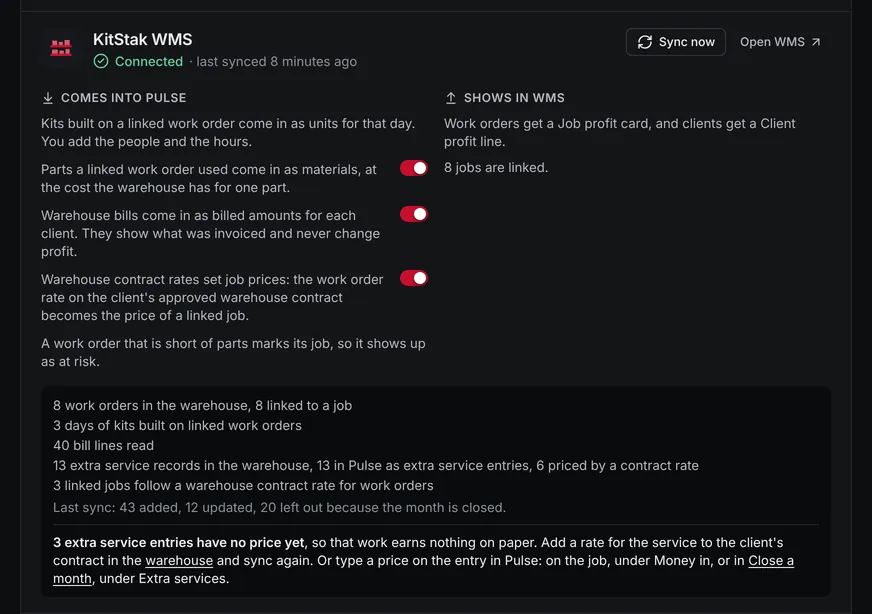 KitStak WMS
Connected · last synced 8 minutes ago
Sync now
Open WMS
COMES INTO PULSE
Kits built on a linked work order come in as units for that day.
You add the people and the hours.
Parts a linked work order used come in as materials, at
the cost the warehouse has for one part.
Warehouse bills come in as billed amounts for each
client. They show what was invoiced and never change
profit.
Warehouse contract rates set job prices: the work order
rate on the client's approved warehouse contract
becomes the price of a linked job.
A work order that is short of parts marks its job, so it shows up
as at risk.
SHOWS IN WMS
Work orders get a Job profit card, and clients get a Client
profit line.
8 jobs are linked.
8 work orders in the warehouse, 8 linked to a job
3 days of kits built on linked work orders
40 bill lines read
13 extra service records in the warehouse, 13 in Pulse as extra service entries, 6 priced by a contract rate
3 linked jobs follow a warehouse contract rate for work orders
Last sync: 43 added, 12 updated, 20 left out because the month is closed.
3 extra service entries have no price yet, so that work earns nothing on paper. Add a rate for the service to the client's
contract in the warehouse and sync again. Or type a price on the entry in Pulse: on the job, under Money in, or in Close a
month, under Extra services.